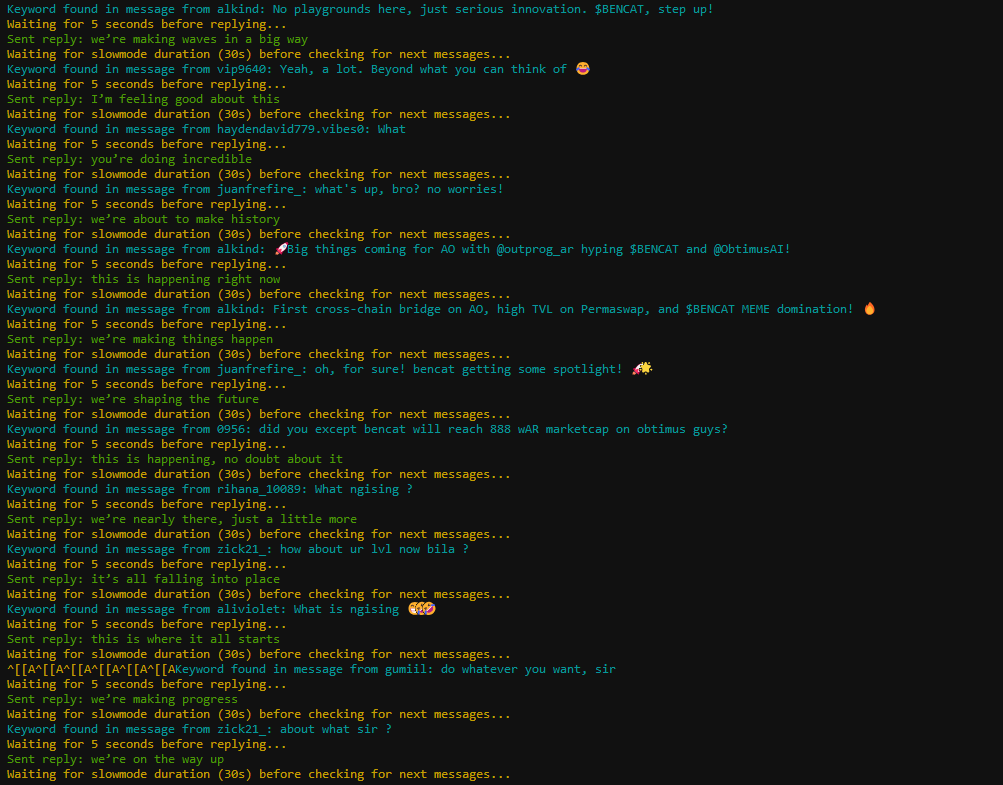 Keyword found in message from alkind: No playgrounds here, just serious innovation. $BENCAT, step up!
Waiting for 5 seconds before replying...
Sent reply: we’re making waves in a big way
Waiting for slowmode duration (30s) before checking for next messages...
Keyword found in message from vip9640: Yeah, a lot. Beyond what you can think of 😄
Waiting for 5 seconds before replying...
Sent reply: I’m feeling good about this
Waiting for slowmode duration (30s) before checking for next messages...
Keyword found in message from haydendavid779.vibes0: What
Waiting for 5 seconds before replying...
Sent reply: you’re doing incredible
Waiting for slowmode duration (30s) before checking for next messages...
Keyword found in message from juanfrefire_: what's up, bro? no worries!
Waiting for 5 seconds before replying...
Sent reply: we’re about to make history
Waiting for slowmode duration (30s) before checking for next messages...
Keyword found in message from alkind: 🚀Big things coming for AO with @outprog_ar hyping $BENCAT and @ObtimusAI!
Waiting for 5 seconds before replying...
Sent reply: this is happening right now
Waiting for slowmode duration (30s) before checking for next messages...
Keyword found in message from alkind: First cross-chain bridge on AO, high TVL on Permaswap, and $BENCAT MEME domination! 🔥
Waiting for 5 seconds before replying...
Sent reply: we’re making things happen
Waiting for slowmode duration (30s) before checking for next messages...
Keyword found in message from juanfrefire_: oh, for sure! bencat getting some spotlight! 🚀🌟
Waiting for 5 seconds before replying...
Sent reply: we’re shaping the future
Waiting for slowmode duration (30s) before checking for next messages...
Keyword found in message from 0956: did you except bencat will reach 888 wAR marketcap on obtimus guys?
Waiting for 5 seconds before replying...
Sent reply: this is happening, no doubt about it
Waiting for slowmode duration (30s) before checking for next messages...
Keyword found in message from rihana_10089: What ngising ?
Waiting for 5 seconds before replying...
Sent reply: we’re nearly there, just a little more
Waiting for slowmode duration (30s) before checking for next messages...
Keyword found in message from zick21_: how about ur lvl now bila ?
Waiting for 5 seconds before replying...
Sent reply: it’s all falling into place
Waiting for slowmode duration (30s) before checking for next messages...
Keyword found in message from aliviolet: What is ngising 🤣🤣🤣
Waiting for 5 seconds before replying...
Sent reply: this is where it all starts
Waiting for slowmode duration (30s) before checking for next messages...
^[[A^[[A^[[A^[[A^[[A^[[AKeyword found in message from gumiil: do whatever you want, sir
Waiting for 5 seconds before replying...
Sent reply: we’re making progress
Waiting for slowmode duration (30s) before checking for next messages...
Keyword found in message from zick21_: about what sir ?
Waiting for 5 seconds before replying...
Sent reply: we’re on the way up
Waiting for slowmode duration (30s) before checking for next messages...